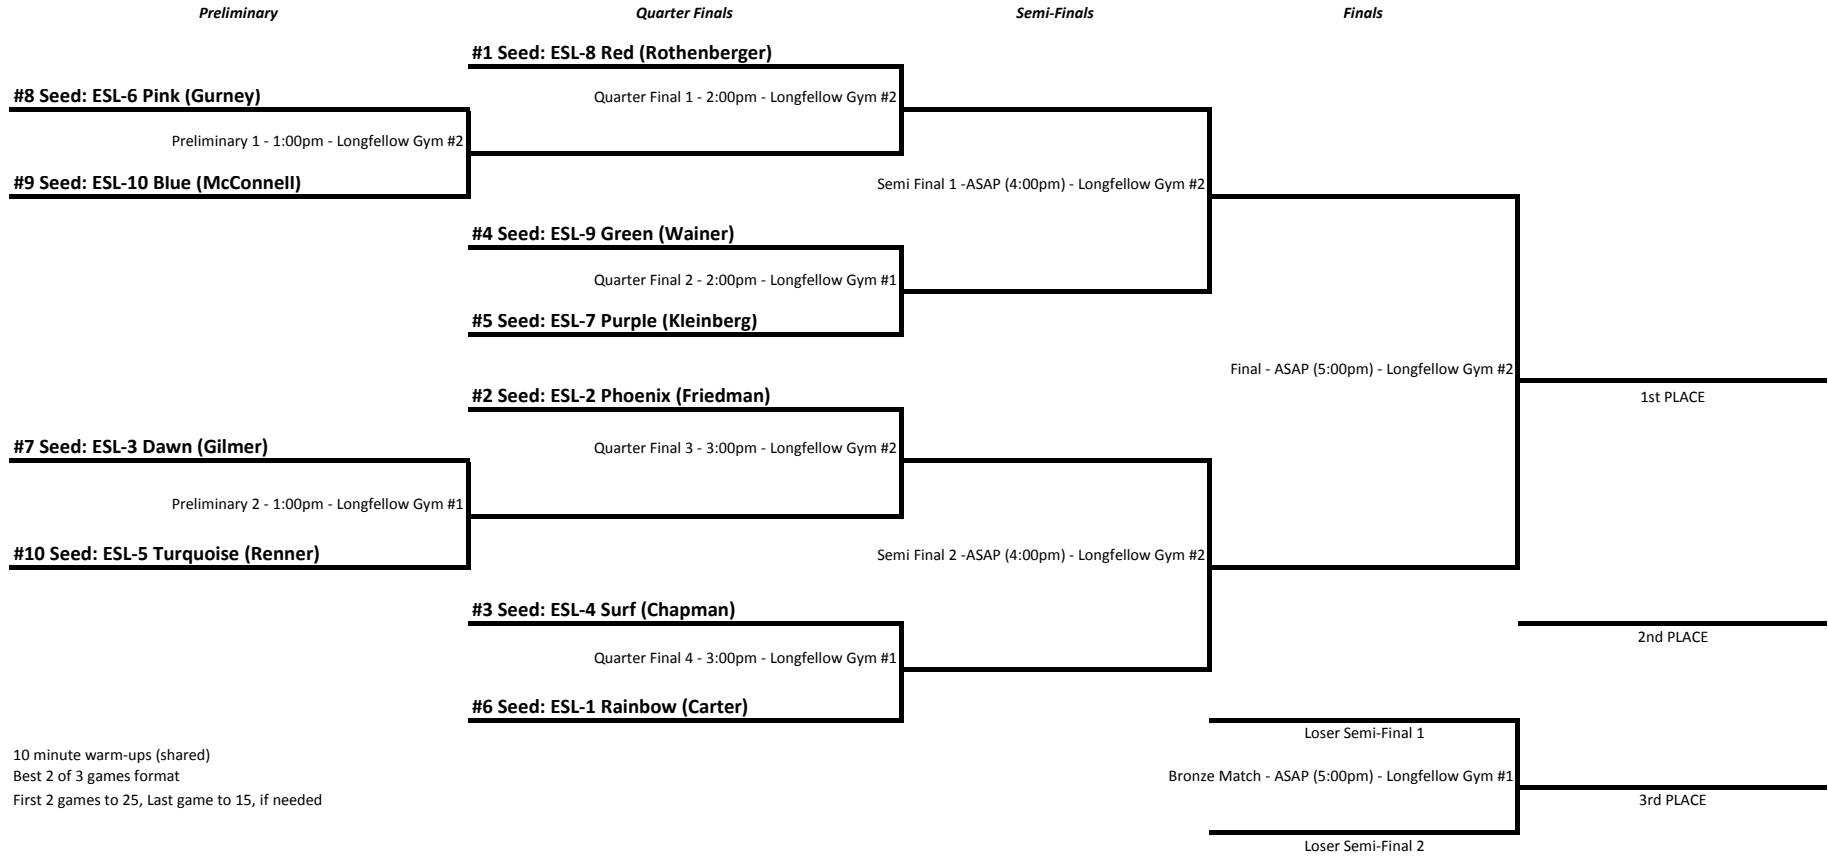 Preliminary
Quarter Finals
Semi-Finals
Finals
#1 Seed: ESL-8 Red (Rothenberger)
#8 Seed: ESL-6 Pink (Gurney)
Quarter Final 1 - 2:00pm - Longfellow Gym #2
Preliminary 1 - 1:00pm - Longfellow Gym #2
#9 Seed: ESL-10 Blue (McConnell)
Semi Final 1 -ASAP (4:00pm) - Longfellow Gym #2
#4 Seed: ESL-9 Green (Wainer)
Quarter Final 2 - 2:00pm - Longfellow Gym #1
#5 Seed: ESL-7 Purple (Kleinberg)
Final - ASAP (5:00pm) - Longfellow Gym #2
#2 Seed: ESL-2 Phoenix (Friedman)
1st PLACE
#7 Seed: ESL-3 Dawn (Gilmer)
Quarter Final 3 - 3:00pm - Longfellow Gym #2
Preliminary 2 - 1:00pm - Longfellow Gym #1
#10 Seed: ESL-5 Turquoise (Renner)
Semi Final 2 -ASAP (4:00pm) - Longfellow Gym #2
#3 Seed: ESL-4 Surf (Chapman)
2nd PLACE
Quarter Final 4 - 3:00pm - Longfellow Gym #1
#6 Seed: ESL-1 Rainbow (Carter)
Loser Semi-Final 1
10 minute warm-ups (shared)
Best 2 of 3 games format
Bronze Match - ASAP (5:00pm) - Longfellow Gym #1
First 2 games to 25, Last game to 15, if needed
3rd PLACE
Loser Semi-Final 2